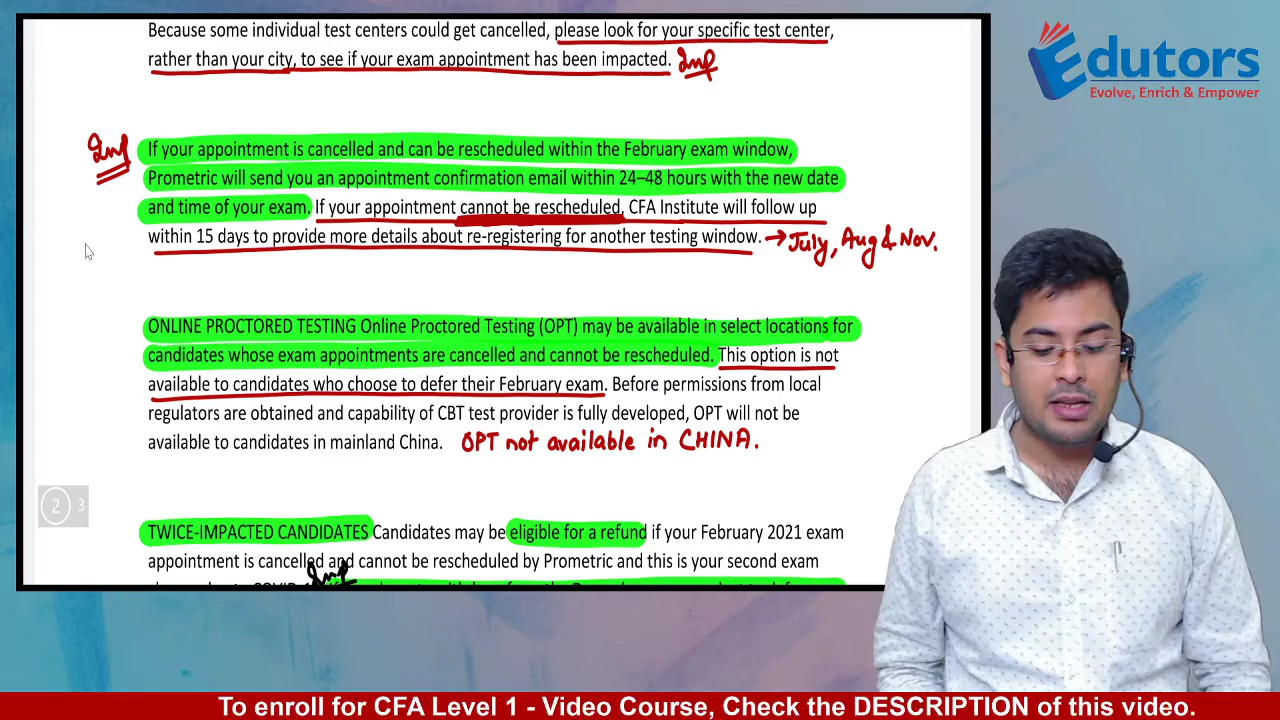 Because some individual test centers could get cancelled, please look for your specific test center,
rather than your city, to see if your exam appointment has been impacted. Imp
Edutors
Evolve, Enrich & Empower
Imp
If your appointment is cancelled and can be rescheduled within the February exam window,
Prometric will send you an appointment confirmation email within 24–48 hours with the new date
and time of your exam. If your appointment cannot be rescheduled, CFA Institute will follow up
within 15 days to provide more details about re-registering for another testing window. → July, Aug & Nov.
ONLINE PROCTORED TESTING Online Proctored Testing (OPT) may be available in select locations for
candidates whose exam appointments are cancelled and cannot be rescheduled. This option is not
available to candidates who choose to defer their February exam. Before permissions from local
regulators are obtained and capability of CBT test provider is fully developed, OPT will not be
available to candidates in mainland China. OPT not available in CHINA.
2 3
TWICE-IMPACTED CANDIDATES Candidates may be eligible for a refund if your February 2021 exam
appointment is cancelled and cannot be rescheduled by Prometric and this is your second exam
Imp
To enroll for CFA Level 1 - Video Course, Check the DESCRIPTION of this video.